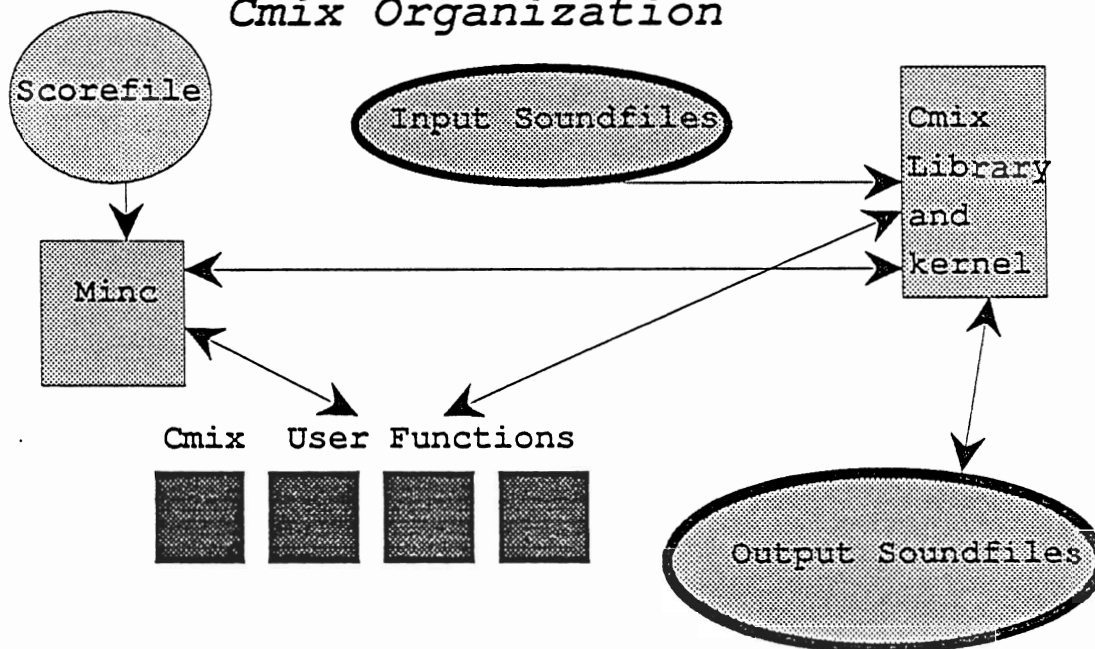 Cmix Organization
Scorefile
Input Soundfiles
Cmix
Library
and
kernel
Minc
Cmix User Functions
Output Soundfiles